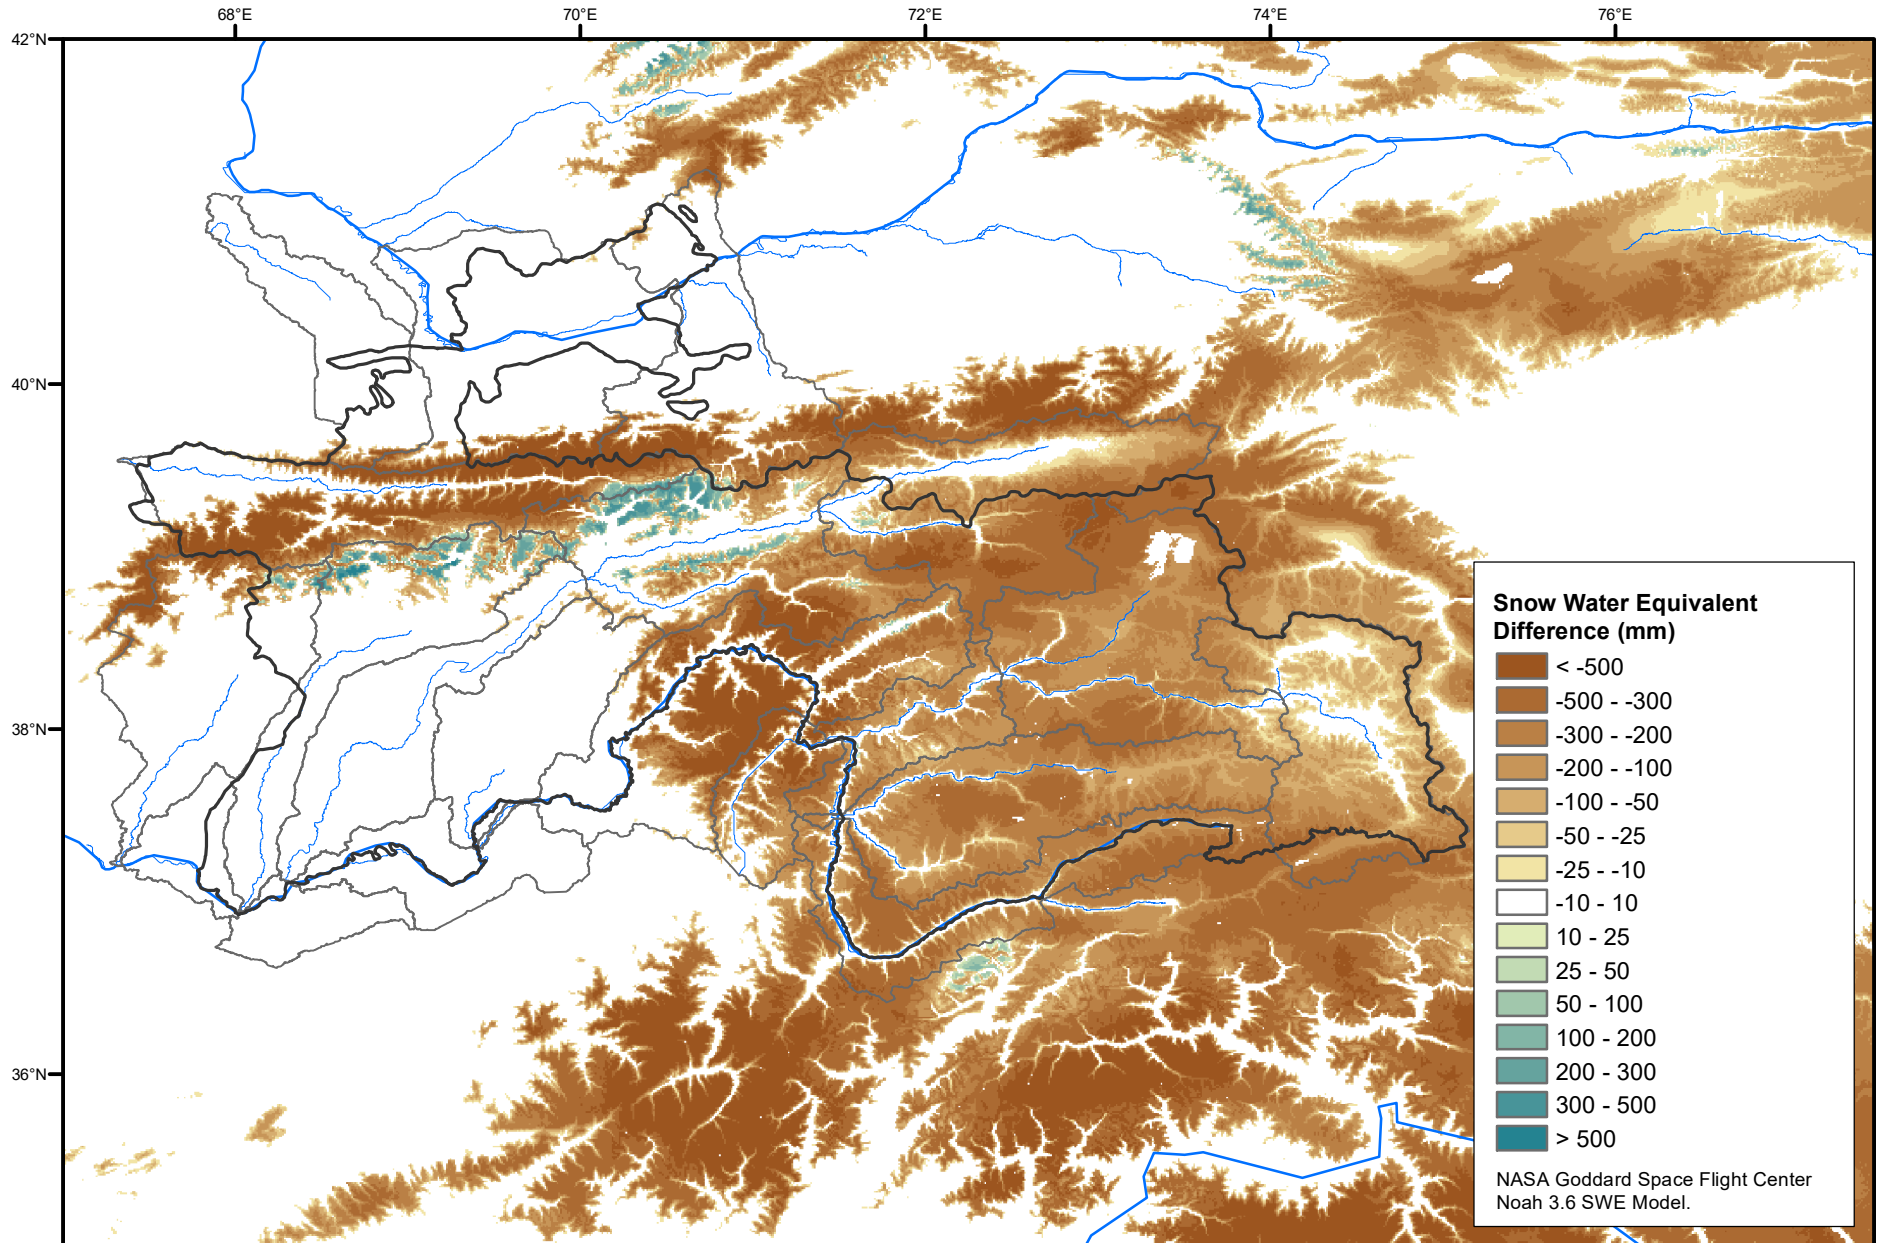 68°E
70°E
72°E
74°E
76°E
42°N
40°N
38°N
36°N
Snow Water Equivalent
Difference (mm)
< -500
-500 - -300
-300 - -200
-200 - -100
-100 - -50
-50 - -25
-25 - -10
-10 - 10
10 - 25
25 - 50
50 - 100
100 - 200
200 - 300
300 - 500
> 500
NASA Goddard Space Flight Center
Noah 3.6 SWE Model.